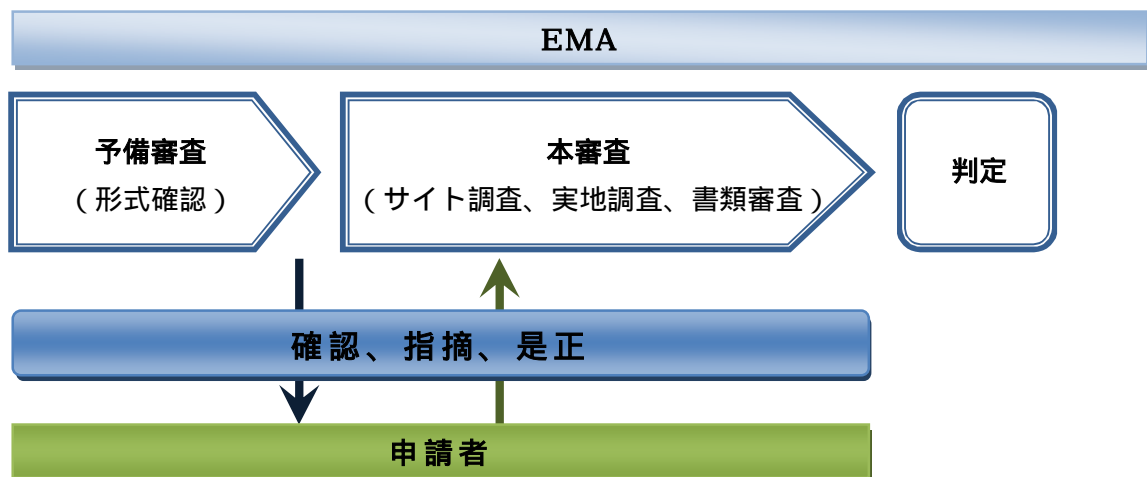 EMA
予備審査
（形式確認）
本審査
（サイト調査、実地調査、書類審査）
判定
確認、指摘、是正
申請者